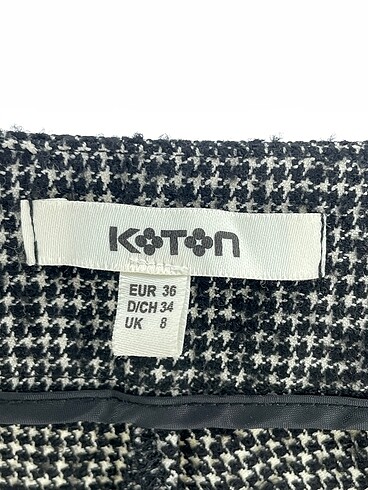 KOTON
EUR 36
D/CH 34
UK 8